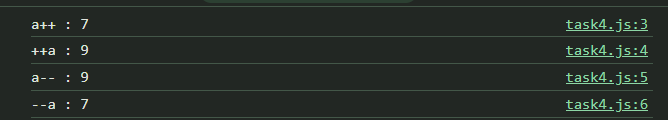 a++ : 7 task4.js:3
++a : 9 task4.js:4
a-- : 9 task4.js:5
--a : 7 task4.js:6